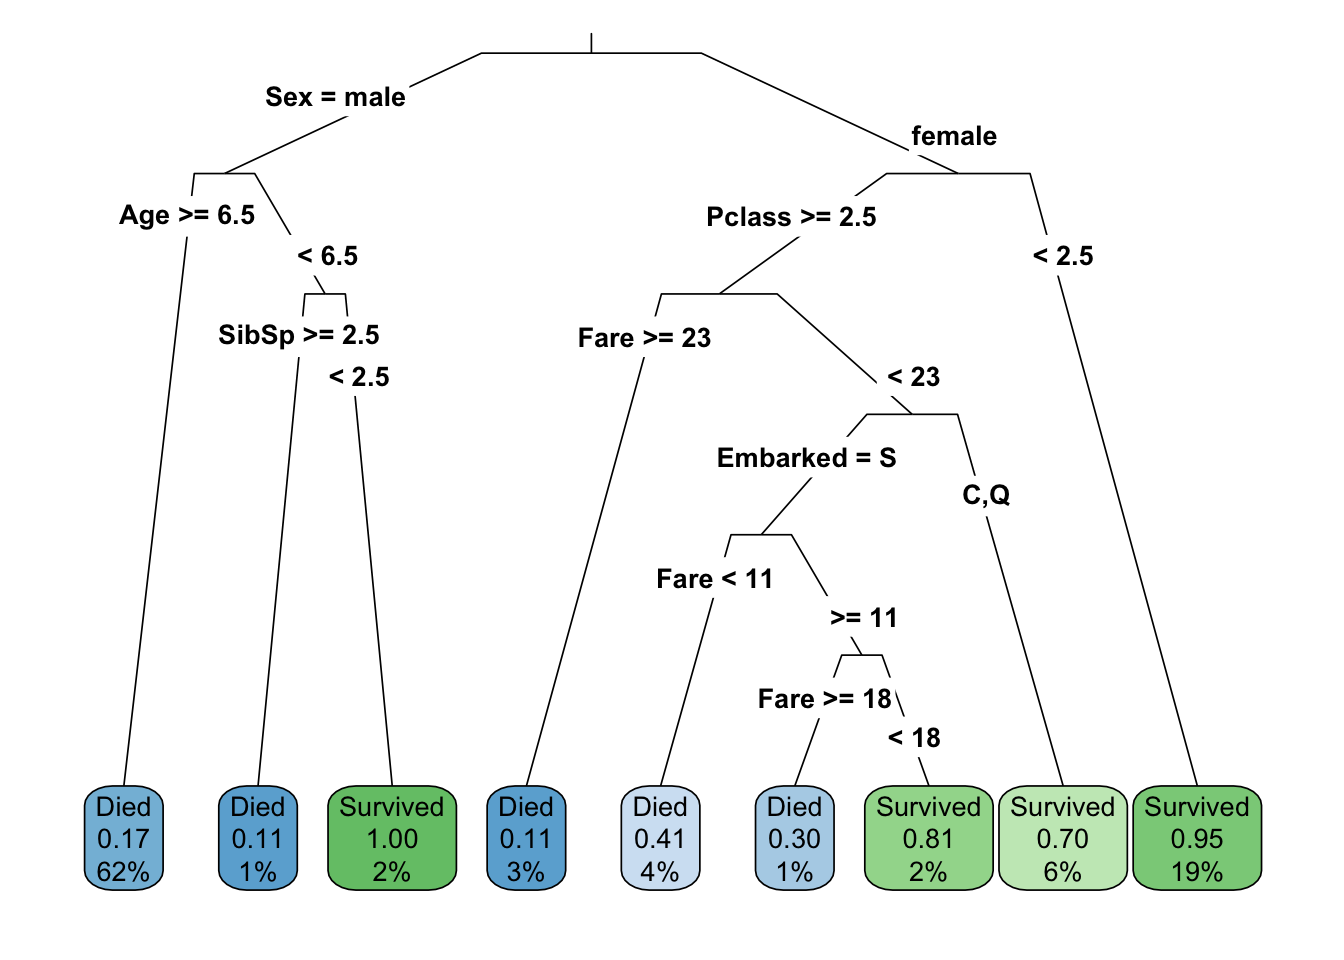 Sex = male
female
Age >= 6.5
Pclass >= 2.5
< 6.5
< 2.5
SibSp >= 2.5
Fare >= 23
< 2.5
< 23
Embarked = S
C,Q
Fare < 11
>= 11
Fare >= 18
< 18
Died
0.17
62%
Died
0.11
1%
Survived
1.00
2%
Died
0.11
3%
Died
0.41
4%
Died
0.30
1%
Survived
0.81
2%
Survived
0.70
6%
Survived
0.95
19%